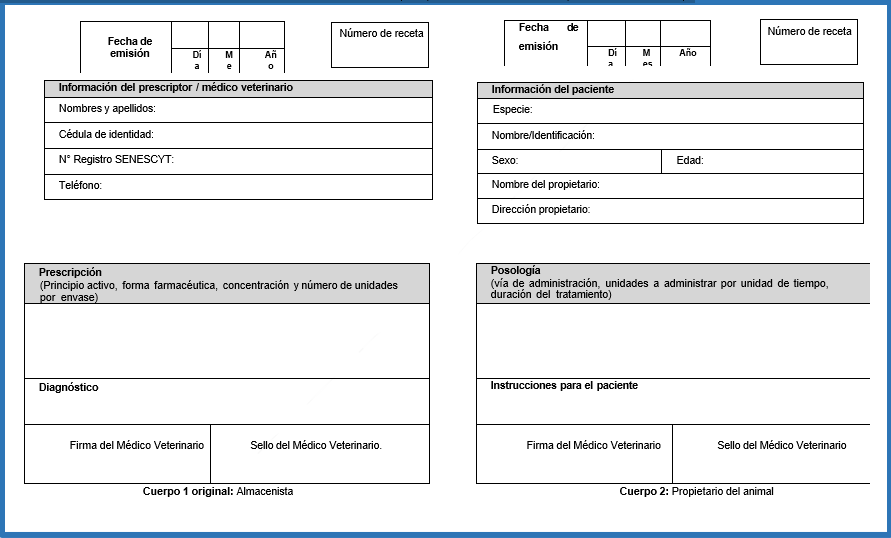 Fecha de
emisión
Dí
a
M
e
Añ
o
Número de receta
Información del prescriptor / médico veterinario
Nombres y apellidos:
Cédula de identidad:
N° Registro SENESCYT:
Teléfono:
Prescripción
(Principio activo, forma farmacéutica, concentración y número de unidades
por envase)
Diagnóstico
Firma del Médico Veterinario
Sello del Médico Veterinario.
Cuerpo 1 original: Almacenista
Fecha de
emisión
Dí
a
M
es
Año
Número de receta
Información del paciente
Especie:
Nombre/Identificación:
Sexo:
Edad:
Nombre del propietario:
Dirección propietario:
Posología
(vía de administración, unidades a administrar por unidad de tiempo,
duración del tratamiento)
Instrucciones para el paciente
Firma del Médico Veterinario
Sello del Médico Veterinario
Cuerpo 2: Propietario del animal